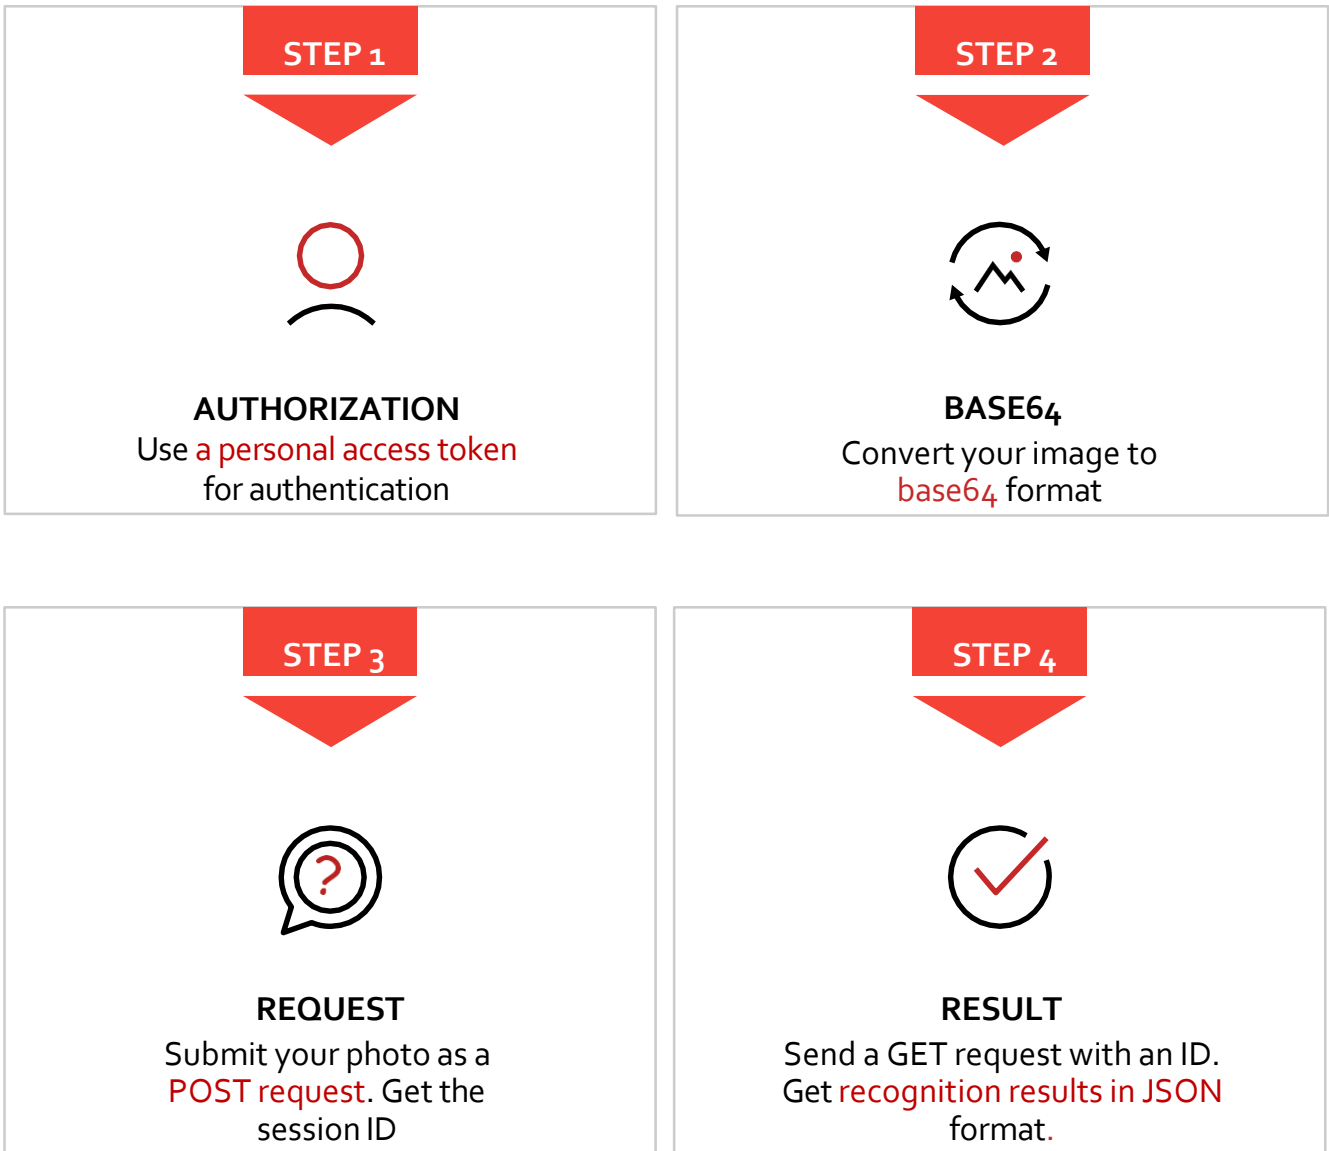 STEP 1
AUTHORIZATION
Use a personal access token
for authentication
STEP 2
BASE64
Convert your image to
base64 format
STEP 3
?
REQUEST
Submit your photo as a
POST request. Get the
session ID
STEP 4
RESULT
Send a GET request with an ID.
Get recognition results in JSON
format.